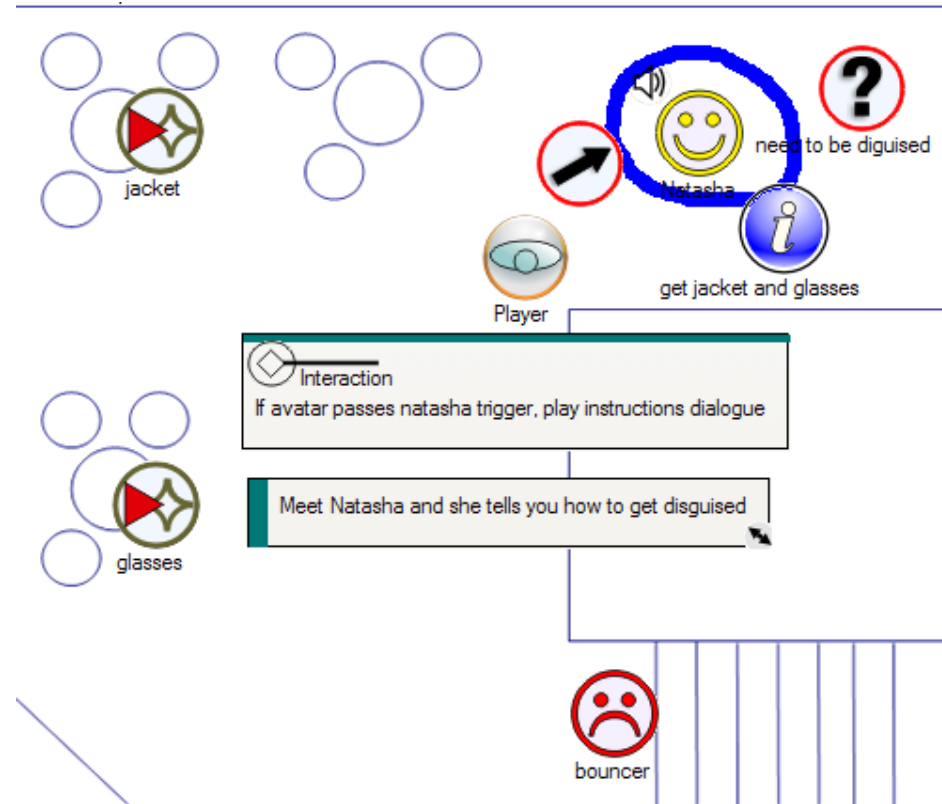 jacket
Natasha
need to be diguised
get jacket and glasses
Player
Interaction
If avatar passes natasha trigger, play instructions dialogue
Meet Natasha and she tells you how to get disguised
glasses
bouncer